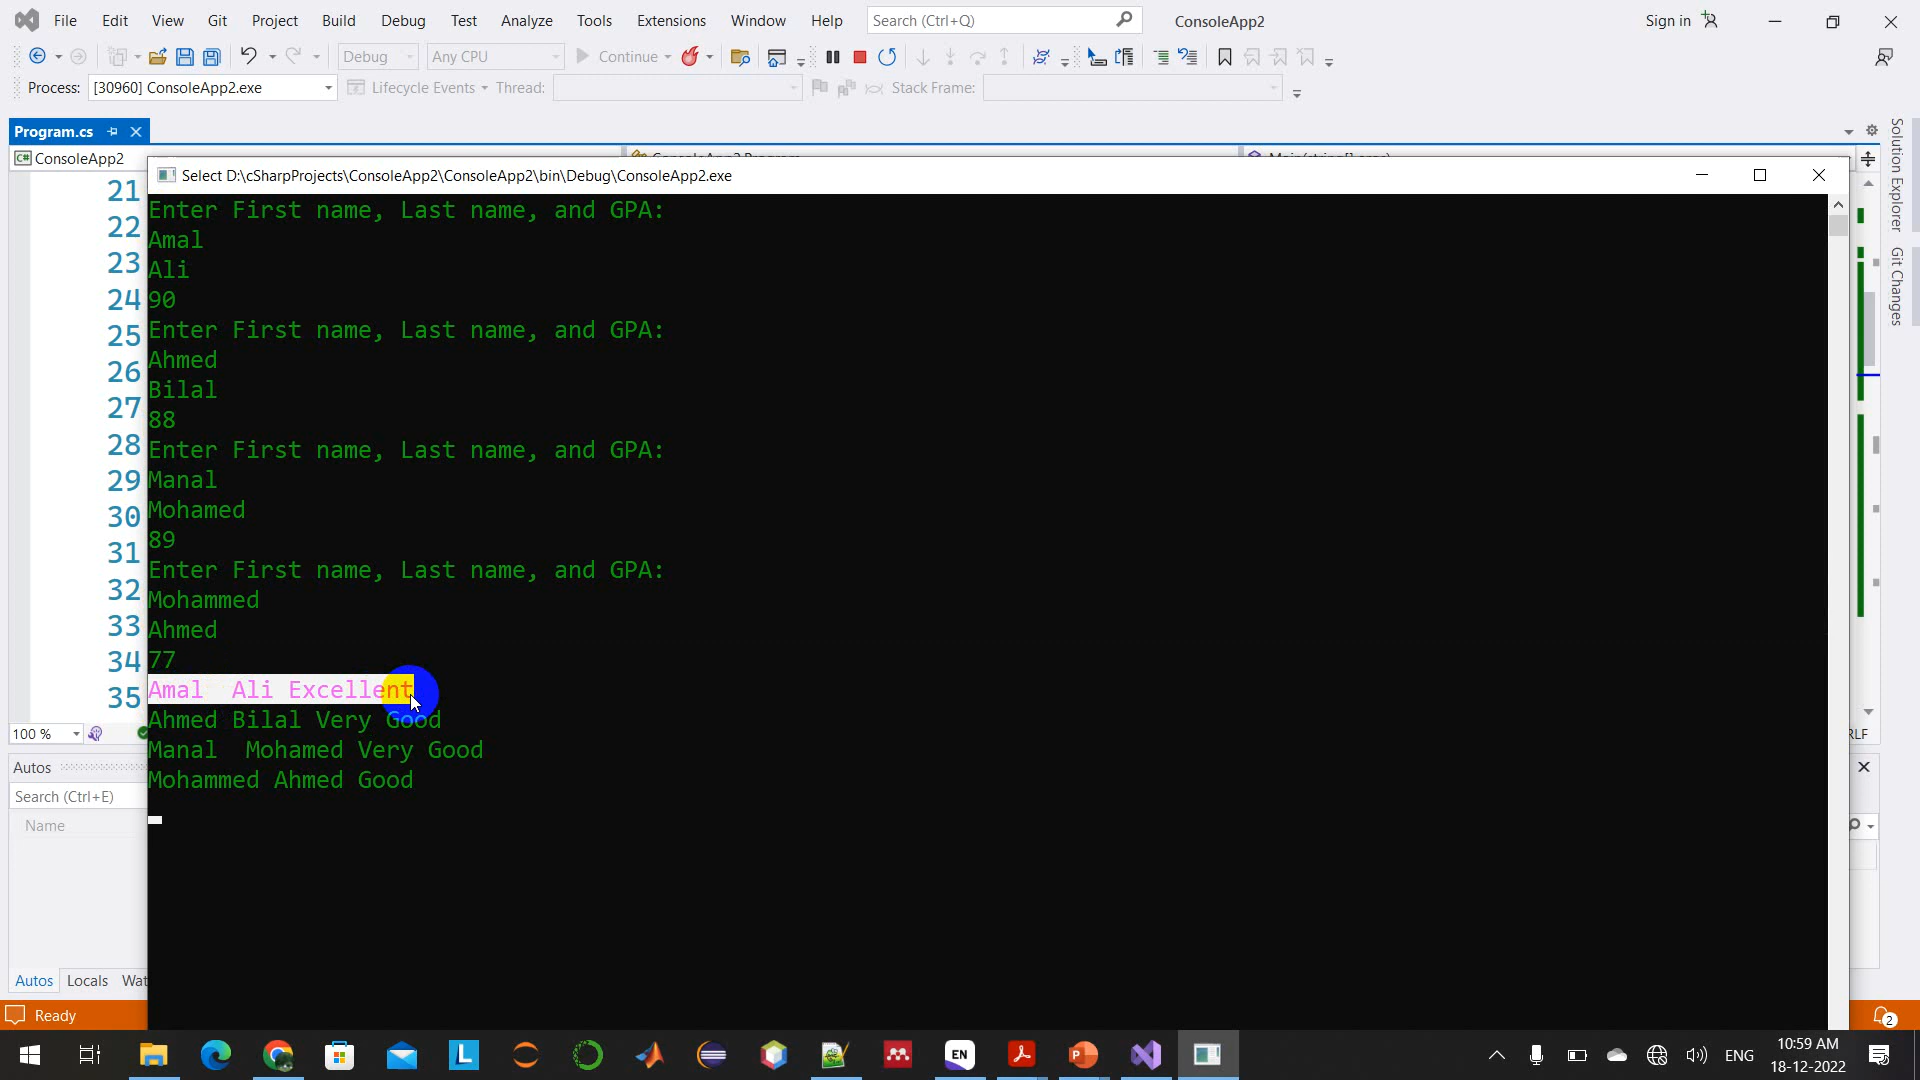 File Edit View Git Project Build Debug Test Analyze Tools Extensions Window Help Search (Ctrl+Q) ConsoleApp2 Sign in
Debug Any CPU Continue
Process: [30960] ConsoleApp2.exe Lifecycle Events Thread: Stack Frame:
Program.cs
C# ConsoleApp2
Select D:\cSharpProjects\ConsoleApp2\ConsoleApp2\bin\Debug\ConsoleApp2.exe
21
22
23
24
25
26
27
28
29
30
31
32
33
34
35
Enter First name, Last name, and GPA:
Amal
Ali
90
Enter First name, Last name, and GPA:
Ahmed
Bilal
88
Enter First name, Last name, and GPA:
Manal
Mohamed
89
Enter First name, Last name, and GPA:
Mohammed
Ahmed
77
Amal  Ali Excellent
Ahmed Bilal Very Good
Manal  Mohamed Very Good
Mohammed Ahmed Good
Solution Explorer
Git Changes
100 %
RLF
Autos
Search (Ctrl+E)
Name
Autos Locals Wat
Ready
2
L
EN
ENG
10:59 AM
18-12-2022